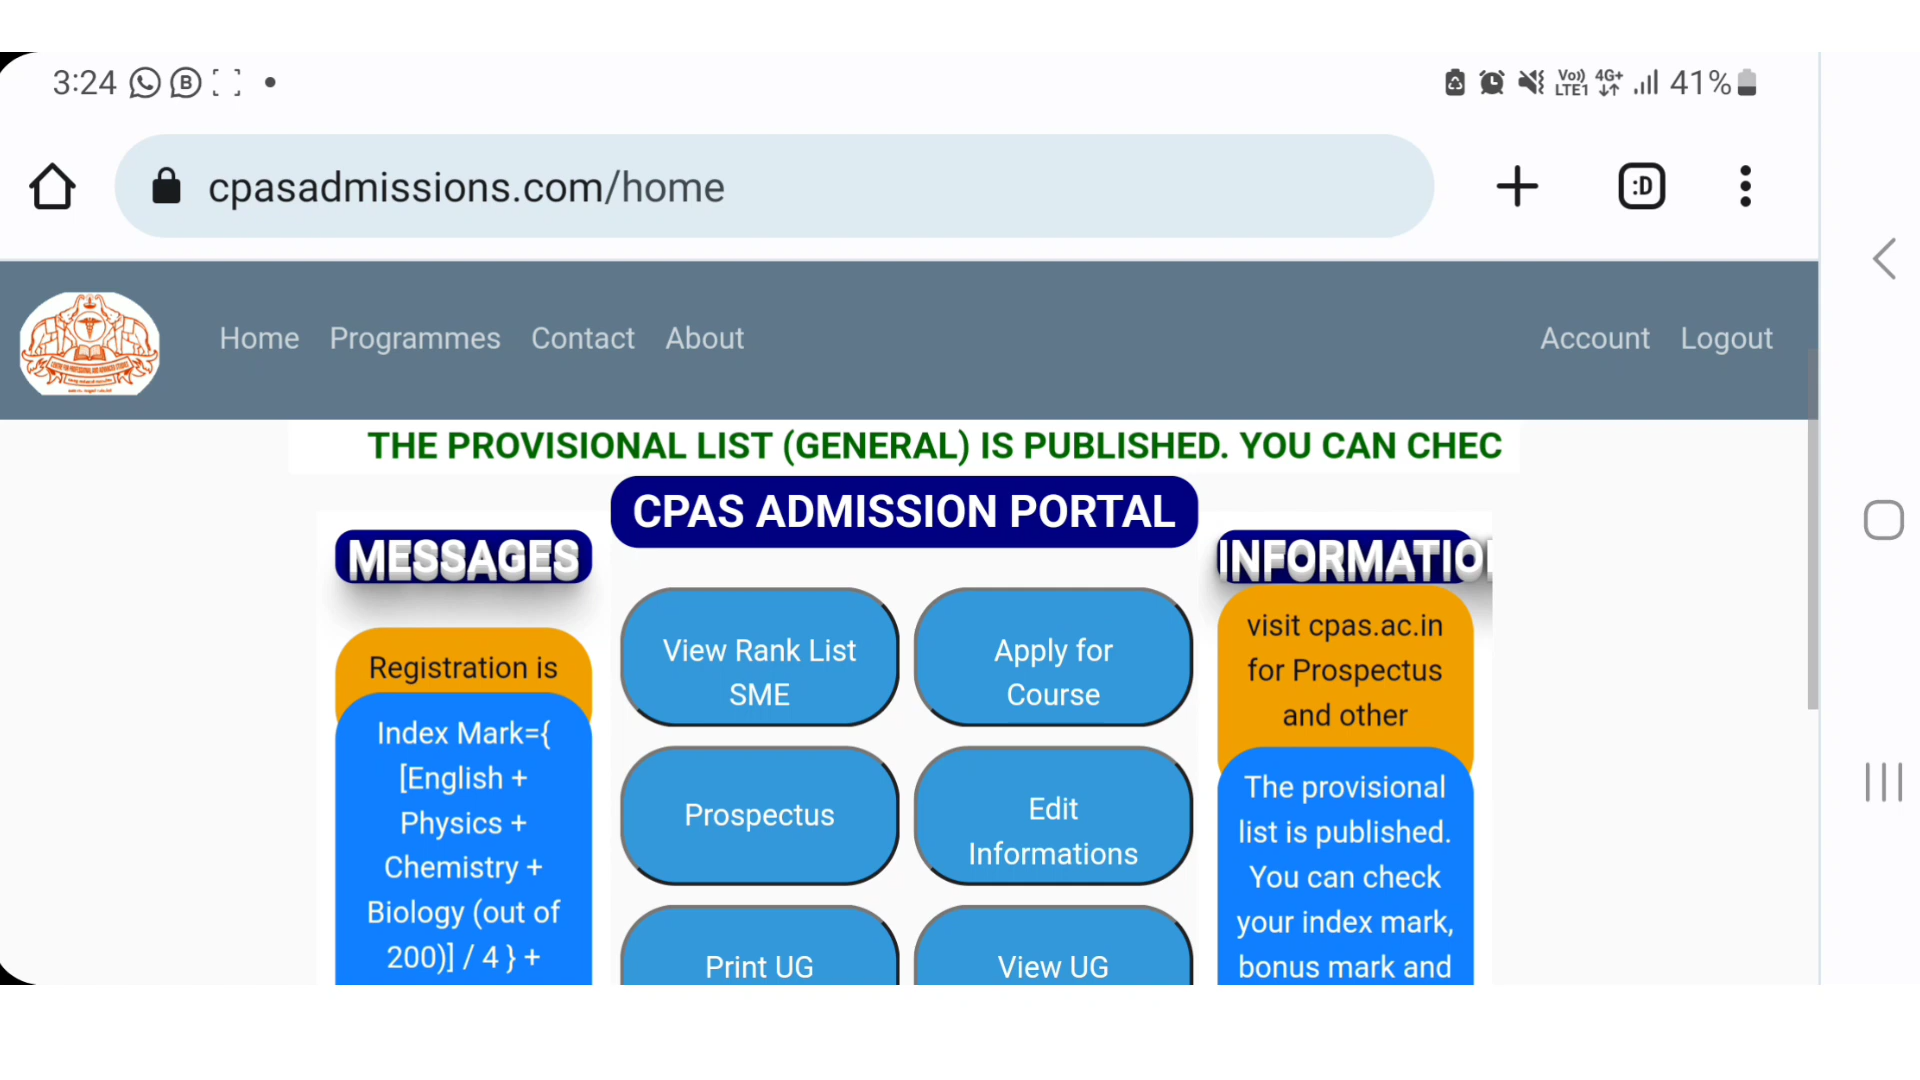 3:24
Vo)) LTE1 4G+ 41%
cpasadmissions.com/home
:D
Home Programmes Contact About Account Logout
THE PROVISIONAL LIST (GENERAL) IS PUBLISHED. YOU CAN CHEC
CPAS ADMISSION PORTAL
MESSAGES
Registration is
Index Mark={
[English +
Physics +
Chemistry +
Biology (out of
200)] / 4 } +
View Rank List
SME
Apply for
Course
Prospectus
Edit
Informations
Print UG
View UG
INFORMATIO
visit cpas.ac.in
for Prospectus
and other
The provisional
list is published.
You can check
your index mark,
bonus mark and